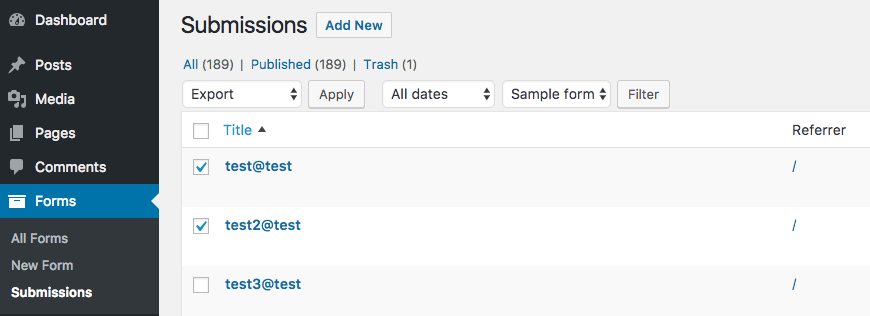 Dashboard
Posts
Media
Pages
Comments
Forms
All Forms
New Form
Submissions
Submissions Add New
All (189) | Published (189) | Trash (1)
Export Apply All dates Sample form Filter
Title Referrer
test@test /
test2@test /
test3@test /